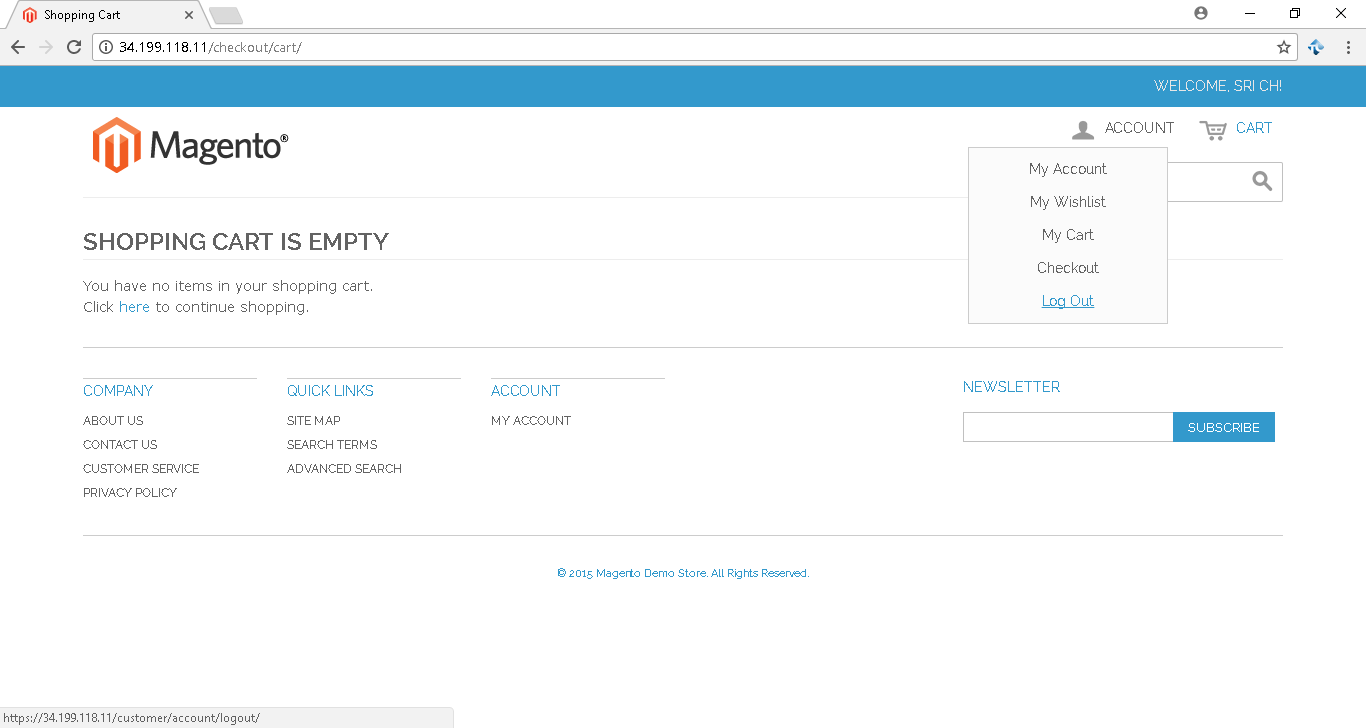 Shopping Cart
34.199.118.11/checkout/cart/
WELCOME, SRI CH!
Magento®
ACCOUNT
CART
My Account
My Wishlist
My Cart
Checkout
Log Out
SHOPPING CART IS EMPTY
You have no items in your shopping cart.
Click here to continue shopping.
COMPANY
ABOUT US
CONTACT US
CUSTOMER SERVICE
PRIVACY POLICY
QUICK LINKS
SITE MAP
SEARCH TERMS
ADVANCED SEARCH
ACCOUNT
MY ACCOUNT
NEWSLETTER
SUBSCRIBE
© 2015 Magento Demo Store. All Rights Reserved.
https://34.199.118.11/customer/account/logout/